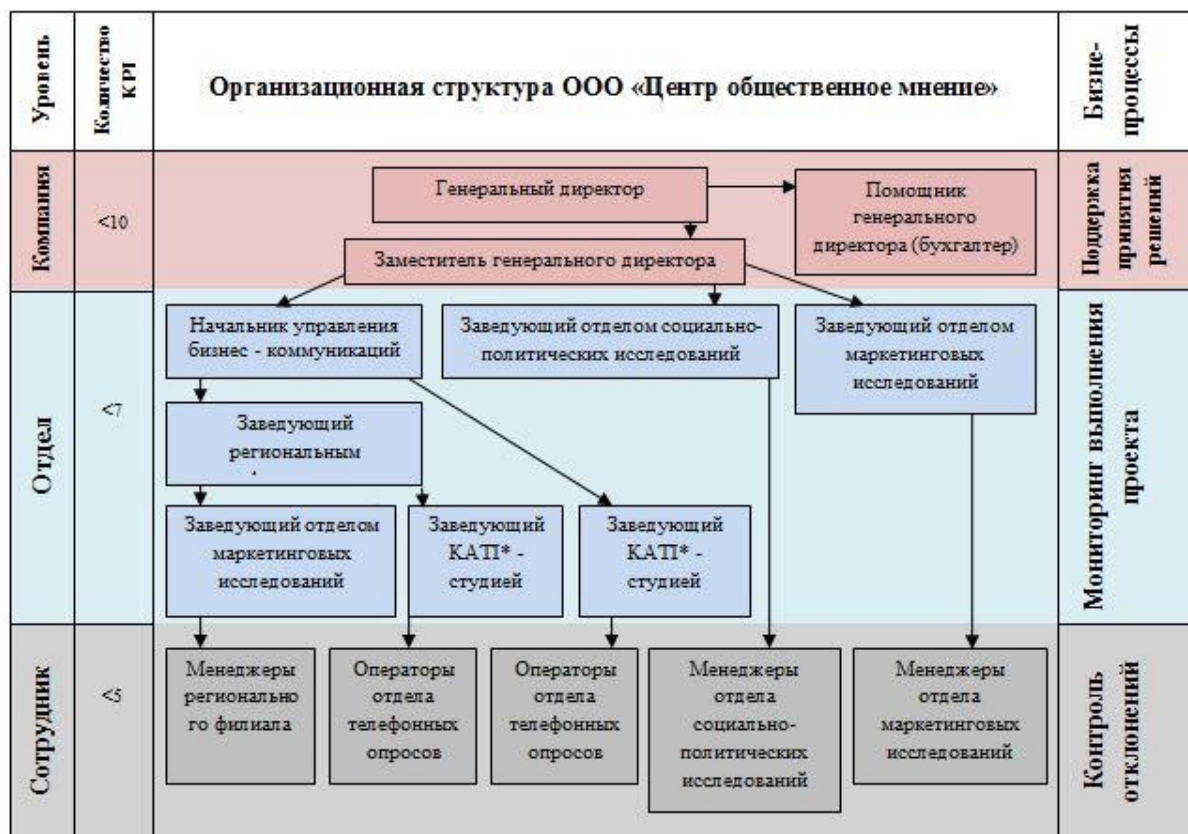 Уровень
Количество
KPI
Организационная структура ООО «Центр общественное мнение»
Бизне-
процессы
Компания
<10
Генеральный директор
Помощник
генерального
директора (бухгалтер)
Заместитель генерального директора
Поддержка
принятия
решений
Отдел
<7
Начальник управления
бизнес - коммуникаций
Заведующий отделом социально-
политических исследований
Заведующий отделом
маркетинговых
исследований
Заведующий
региональным
Заведующий отделом
маркетинговых
исследований
Заведующий
КАТІ* -
студией
Заведующий
КАТІ* -
студией
Мониторинг выполнения
проекта
Сотрудник
<5
Менеджеры
регионально
го филиала
Операторы
отдела
телефонных
опросов
Операторы
отдела
телефонных
опросов
Менеджеры
отдела
социально-
политических
исследований
Менеджеры
отдела
маркетинговых
исследований
Контроль
отклонений